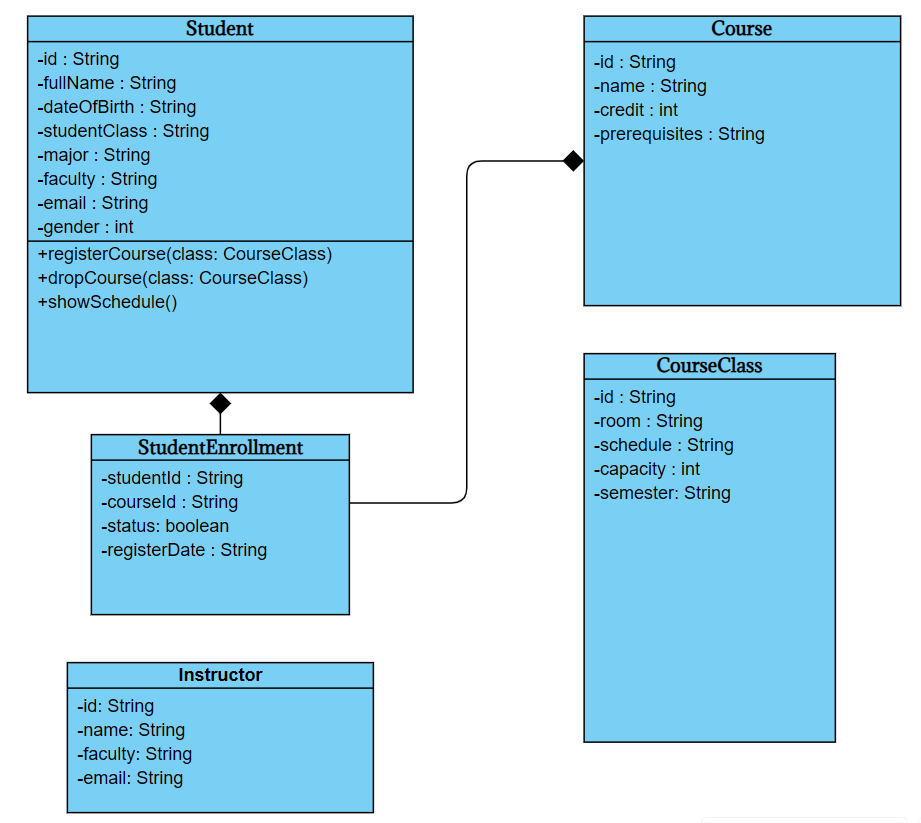 Student
-id : String
-fullName : String
-dateOfBirth : String
-studentClass : String
-major : String
-faculty : String
-email : String
-gender : int
+registerCourse(class: CourseClass)
+dropCourse(class: CourseClass)
+showSchedule()
Course
-id : String
-name : String
-credit : int
-prerequisites : String
StudentEnrollment
-studentId : String
-courseId : String
-status: boolean
-registerDate : String
CourseClass
-id : String
-room : String
-schedule : String
-capacity : int
-semester: String
Instructor
-id: String
-name: String
-faculty: String
-email: String